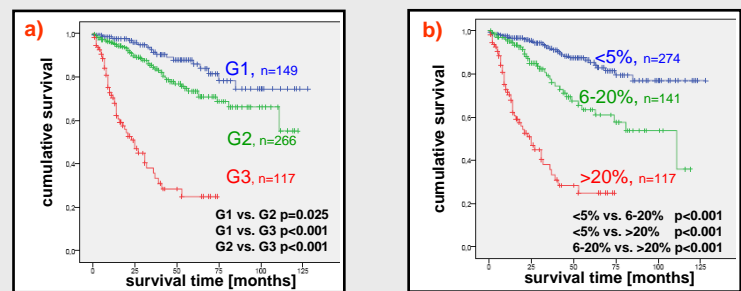 a)
cumulative survival
1,0
0,8
0,6
0,4
0,2
0,0
G1, n=149
G2, n=266
G3, n=117
G1 vs. G2 p=0.025
G1 vs. G3 p<0.001
G2 vs. G3 p<0.001
0 25 50 75 100 125
survival time [months]
b)
cumulative survival
1,0
0,8
0,6
0,4
0,2
0,0
<5%, n=274
6-20%, n=141
>20%, n=117
<5% vs. 6-20% p<0.001
<5% vs. >20% p<0.001
6-20% vs. >20% p<0.001
0 25 50 75 100 125
survival time [months]